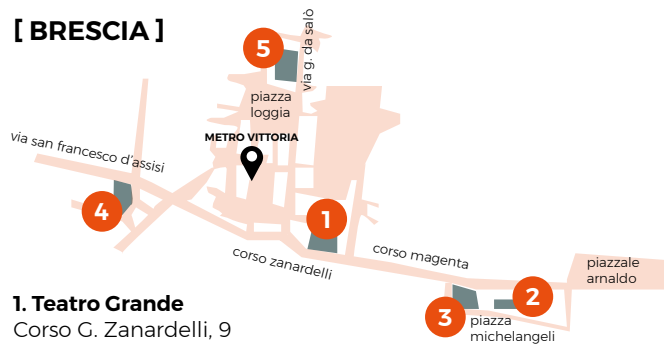 [ BRESCIA ]
5
via g. da salò
piazza
loggia
METRO VITTORIA
via san francesco d'assisi
4
1
corso zanardelli
corso magenta
piazzale
arnaldo
2
3
piazza
michelangeli
1. Teatro Grande
Corso G. Zanardelli, 9